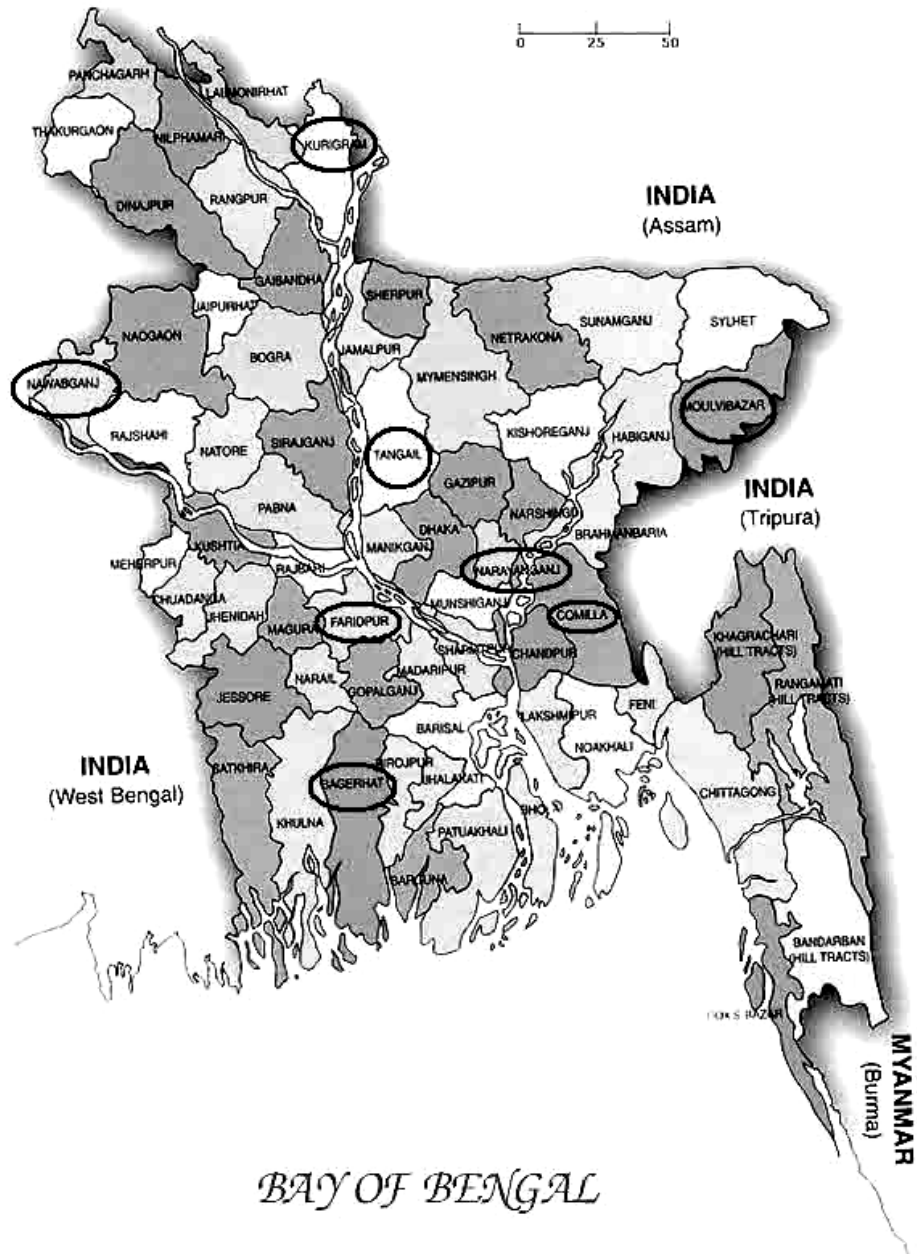 0 25 50
PANCHAGARH
LALMONIRHAT
THAKURGAON
NILPHAMARI
KURIGRAM
RANGPUR
DINAJPUR
INDIA
(Assam)
GAIBANDHA
SHERPUR
JAIPURHAT
NAOGAON
NETRAKONA
SUNAMGANJ
SYLHET
BOGRA
JAMALPUR
MYMENSINGH
NAWABGANJ
MOULVIBAZAR
RAJSHAHI
NATORE
SIRAJGANJ
TANGAIL
KISHOREGANJ
HABIGANJ
GAZIPUR
INDIA
(Tripura)
PABNA
NARSHINGD
DHAKA
BRAHMANBARIA
KUSHTIA
MANIKGANJ
MEHERPUR
RAJBARI
NARAYANGANJ
CHUADANGA
JHENIDAH
MUNSHIGANJ
COMILLA
MAGURA
FARIDPUR
KHAGRACHARI
(HILL TRACTS)
CHANDPUR
MADARIPUR
NARAIL
RANGAMATI
(HILL TRACTS)
JESSORE
GOPALGANJ
FENI
LAKSHMIPUR
BARISAL
NOAKHALI
INDIA
(West Bengal)
SATKHIRA
PIROJPUR
JHALAKATI
BAGERHAT
CHITTAGONG
BHO
KHULNA
PATUAKHALI
BARGUNA
BANDARBAN
(HILL TRACTS)
COX'S BAZAR
MYANMAR
(Burma)
BAY OF BENGAL